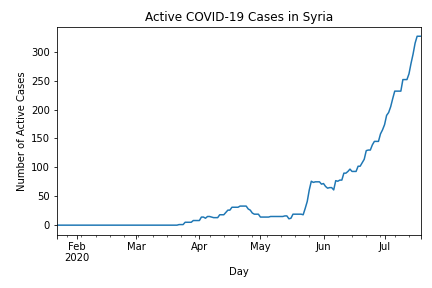 Active COVID-19 Cases in Syria
Number of Active Cases
300
250
200
150
100
50
0
Feb
2020
Mar
Apr
May
Jun
Jul
Day